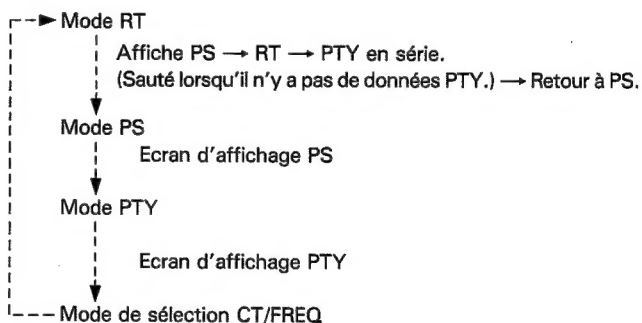 Mode RT
Affiche PS → RT → PTY en série.
(Sauté lorsqu'il n'y a pas de données PTY.) → Retour à PS.
Mode PS
Ecran d'affichage PS
Mode PTY
Ecran d'affichage PTY
Mode de sélection CT/FREQ